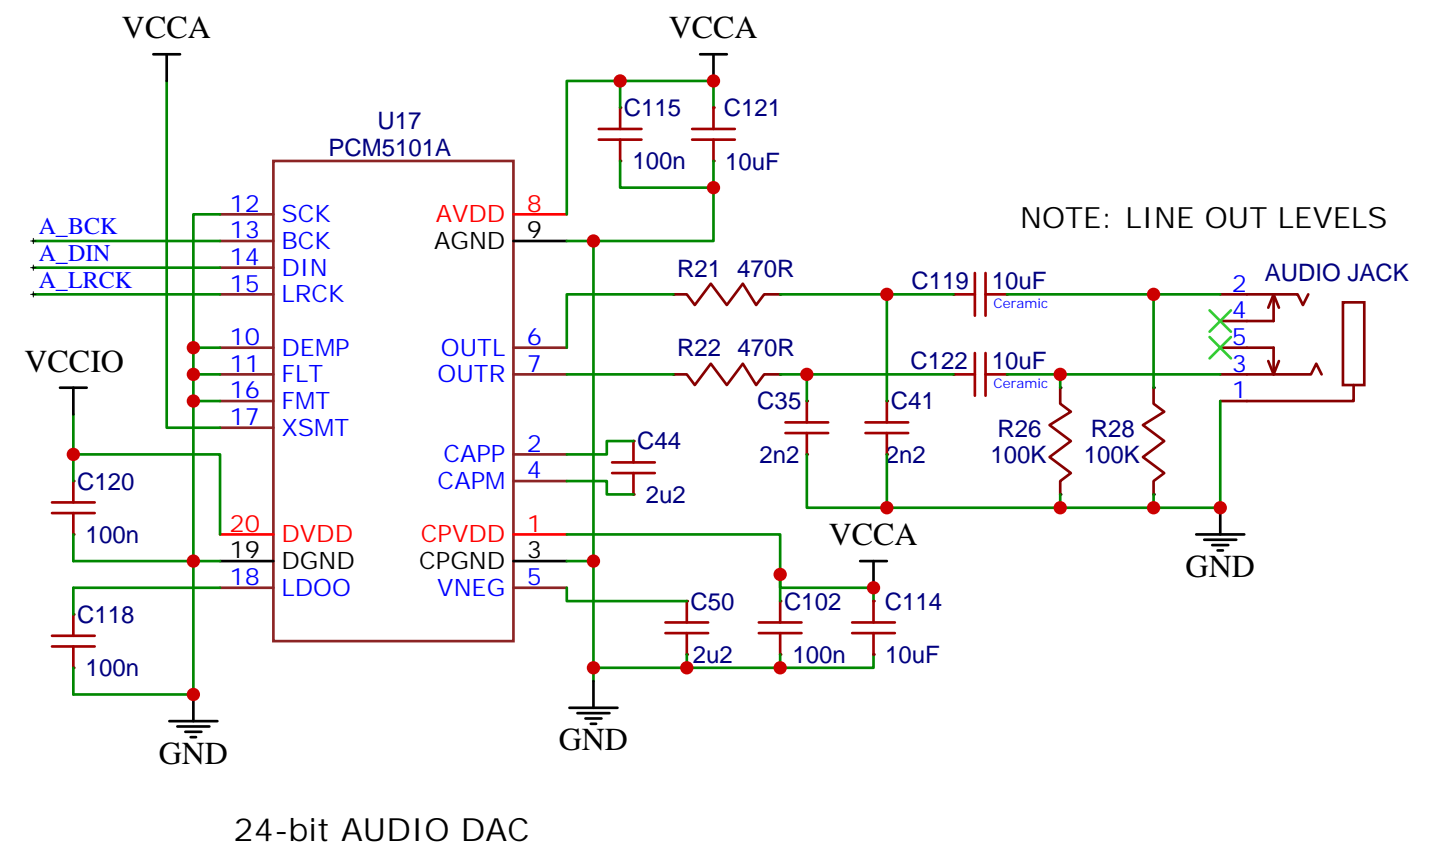 VCCA
VCCA
C115
C121
100n
10uF
U17
PCM5101A
12 SCK
A_BCK 13 BCK
A_DIN 14 DIN
A_LRCK 15 LRCK
10 DEMP
11 FLT
16 FMT
17 XSMT
VCCIO
C120
100n
20 DVDD
19 DGND
18 LDOO
C118
100n
GND
AVDD 8
AGND 9
OUTL 6
OUTR 7
CAPP 2
CAPM 4
CPVDD 1
CPGND 3
VNEG 5
R21 470R
R22 470R
C44
2u2
C35
2n2
C41
2n2
C119 10uF
Ceramic
C122 10uF
Ceramic
R26
100K
R28
100K
NOTE: LINE OUT LEVELS
AUDIO JACK
2
4
5
3
1
GND
VCCA
C50
2u2
C102
100n
C114
10uF
GND
24-bit AUDIO DAC